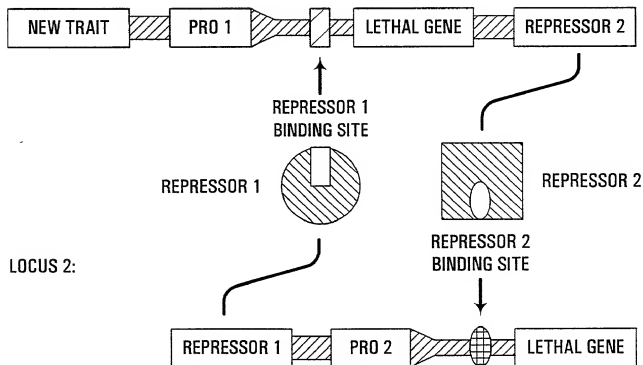 NEW TRAIT PRO 1 LETHAL GENE REPRESSOR 2
REPRESSOR 1
BINDING SITE
REPRESSOR 1
REPRESSOR 2
REPRESSOR 2
BINDING SITE
LOCUS 2:
REPRESSOR 1 PRO 2 LETHAL GENE